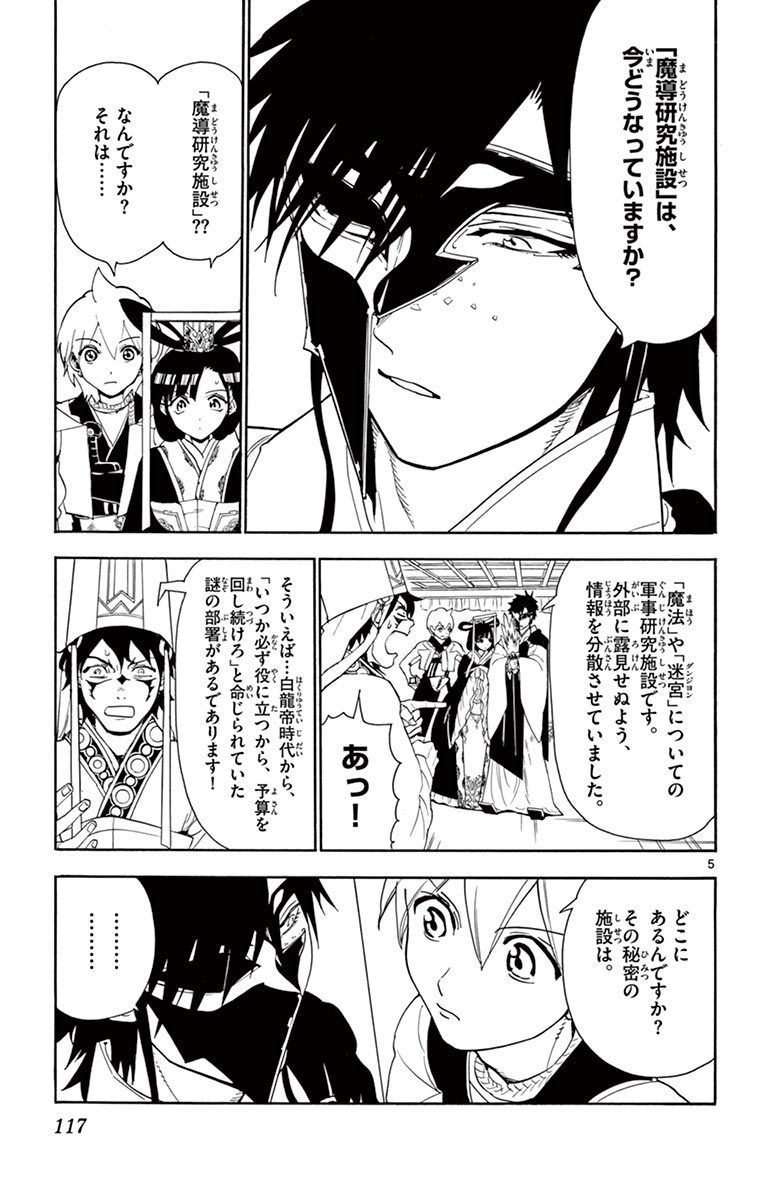 「魔導研究施設」は、
今どうなっていますか？
「魔導研究施設」??
なんですか？
それは……
「魔法」や「迷宮」についての
軍事研究施設です。
外部に露見せぬよう、
情報を分散させていました。
あっ！
そういえば…白龍帝時代から、
「いつか必ず役に立つから、予算を
回し続けろ」と命じられていた
謎の部署があるであります！
5
どこに
あるんですか？
その秘密の
施設は。
………
………
117